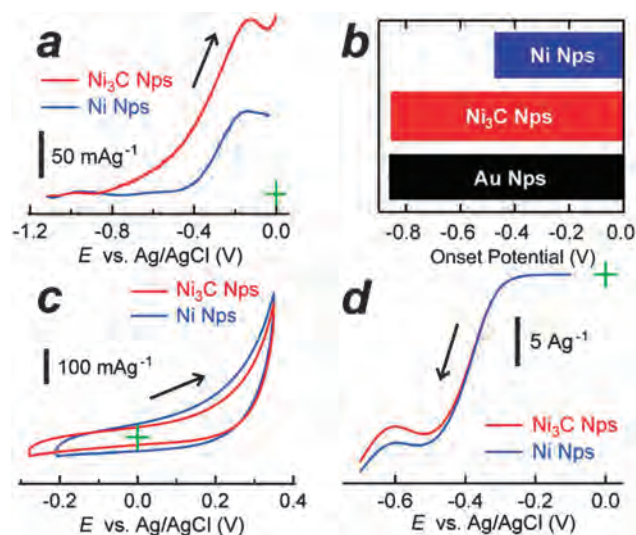 a
Ni₃C Nps
Ni Nps
50 mAg⁻¹
-1.2 -0.8 -0.4 0.0
E vs. Ag/AgCl (V)
b
Ni Nps
Ni₃C Nps
Au Nps
-0.8 -0.6 -0.4 -0.2 0.0
Onset Potential (V)
c
Ni₃C Nps
Ni Nps
100 mAg⁻¹
-0.2 0.0 0.2 0.4
E vs. Ag/AgCl (V)
d
5 Ag⁻¹
Ni₃C Nps
Ni Nps
-0.6 -0.4 -0.2 0.0
E vs. Ag/AgCl (V)